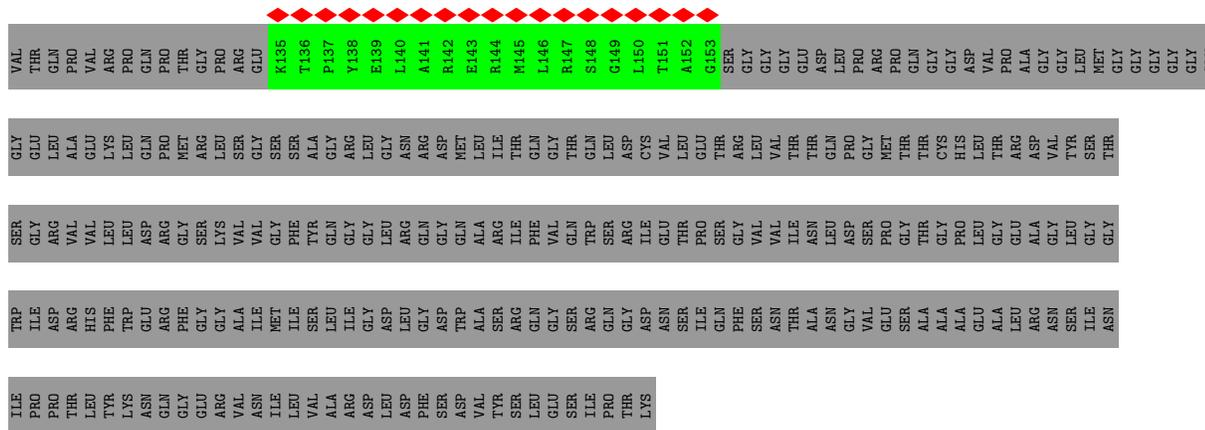 VAL THR GLN PRO VAL ARG PRO GLN PRO THR GLY PRO ARG GLU K135 T136 P137 Y138 E139 L140 A141 R142 E143 R144 M145 L146 R147 S148 G149 L150 T151 A152 G153 SER GLY GLY GLY GLU ASP LEU PRO ARG PRO GLN GLY GLY ASP VAL PRO ALA GLY GLY LEU MET GLY GLY GLY GLY GLY
GLY GLU LEU ALA GLU LYS LEU GLN PRO MET ARG LEU SER GLY SER SER ALA GLY ARG LEU GLY ASN ARG ASP MET LEU ILE THR GLN GLY THR GLN LEU ASP CYS VAL LEU GLU THR ARG LEU VAL THR THR GLN PRO GLY MET THR THR CYS HIS LEU THR ARG ASP VAL TYR SER THR
SER GLY ARG VAL VAL LEU LEU ASP ARG GLY SER LYS VAL VAL GLY PHE TYR GLN GLY GLY LEU ARG GLN GLY GLN ALA ARG ILE PHE VAL GLN TRP SER ARG ILE GLU THR PRO SER GLY VAL VAL ILE ASN LEU ASP SER PRO GLY THR GLY PRO LEU GLY GLU ALA GLY LEU GLY GLY
TRP ILE ASP ARG HIS PHE TRP GLU ARG PHE GLY GLY ALA ILE MET ILE SER LEU ILE GLY ASP LEU GLY ASP TRP ALA SER ARG GLN GLY SER ARG GLN GLY ASP ASN SER ILE GLN PHE SER ASN THR ALA ASN GLY VAL GLU SER ALA ALA ALA GLU ALA LEU ARG ASN SER ILE ASN
ILE PRO PRO THR LEU TYR LYS ASN GLN GLY GLU ARG VAL ASN ILE LEU VAL ALA ARG ASP LEU ASP PHE SER ASP VAL TYR SER LEU GLU SER ILE PRO THR LYS